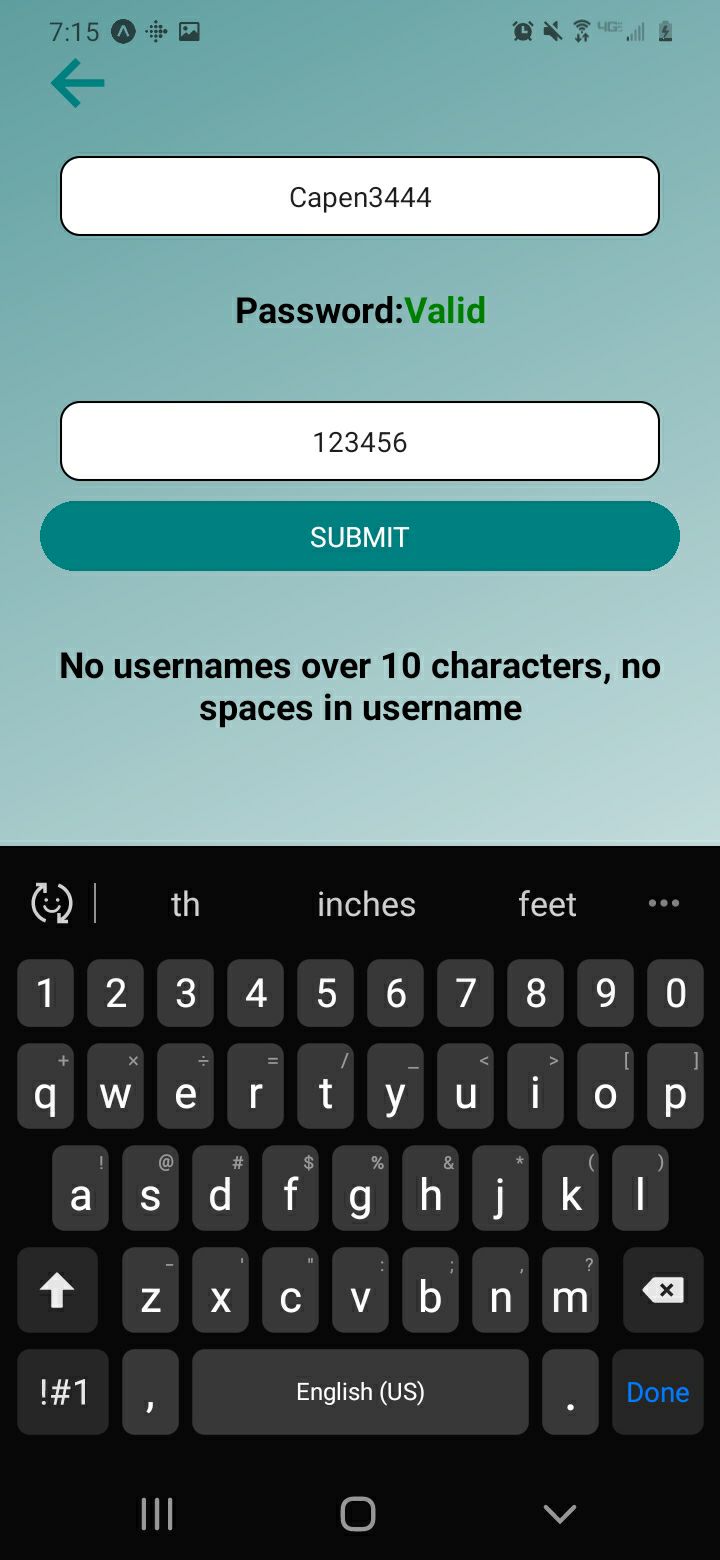 7:15 4GE
Capen3444
Password:Valid
123456
SUBMIT
No usernames over 10 characters, no
spaces in username
th inches feet •••
1 2 3 4 5 6 7 8 9 0
+ × ÷ = / _ < > [ ]
q w e r t y u i o p
! @ # $ % & * ( )
a s d f g h j k l
- ' " : ; , ?
z x c v b n m
!#1 , English (US) . Done